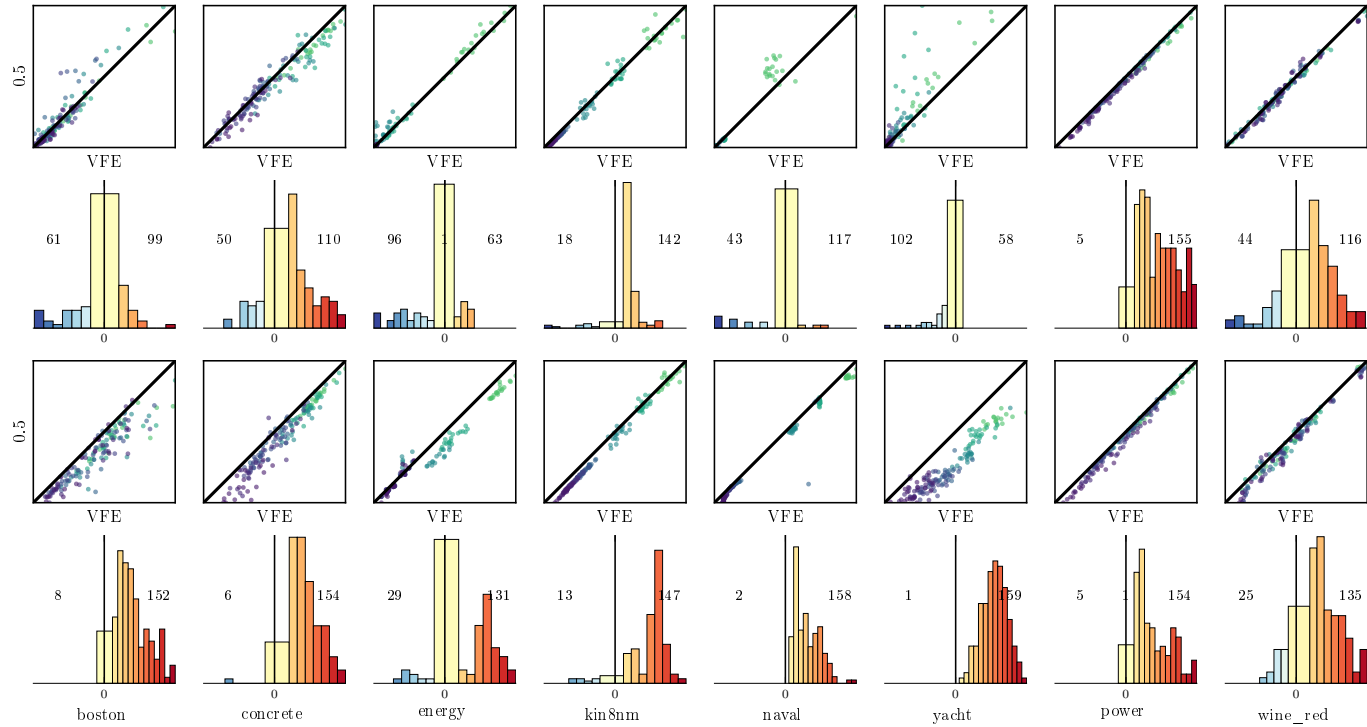 0.5
VFE VFE VFE VFE VFE VFE VFE VFE
61 99 50 110 96 1 63 18 142 43 117 102 58 5 155 44 116
0 0 0 0 0 0 0 0
0.5
VFE VFE VFE VFE VFE VFE VFE VFE
8 152 6 154 29 131 13 147 2 158 1 159 5 1 154 25 135
0 0 0 0 0 0 0 0
boston concrete energy kin8nm naval yacht power wine_red